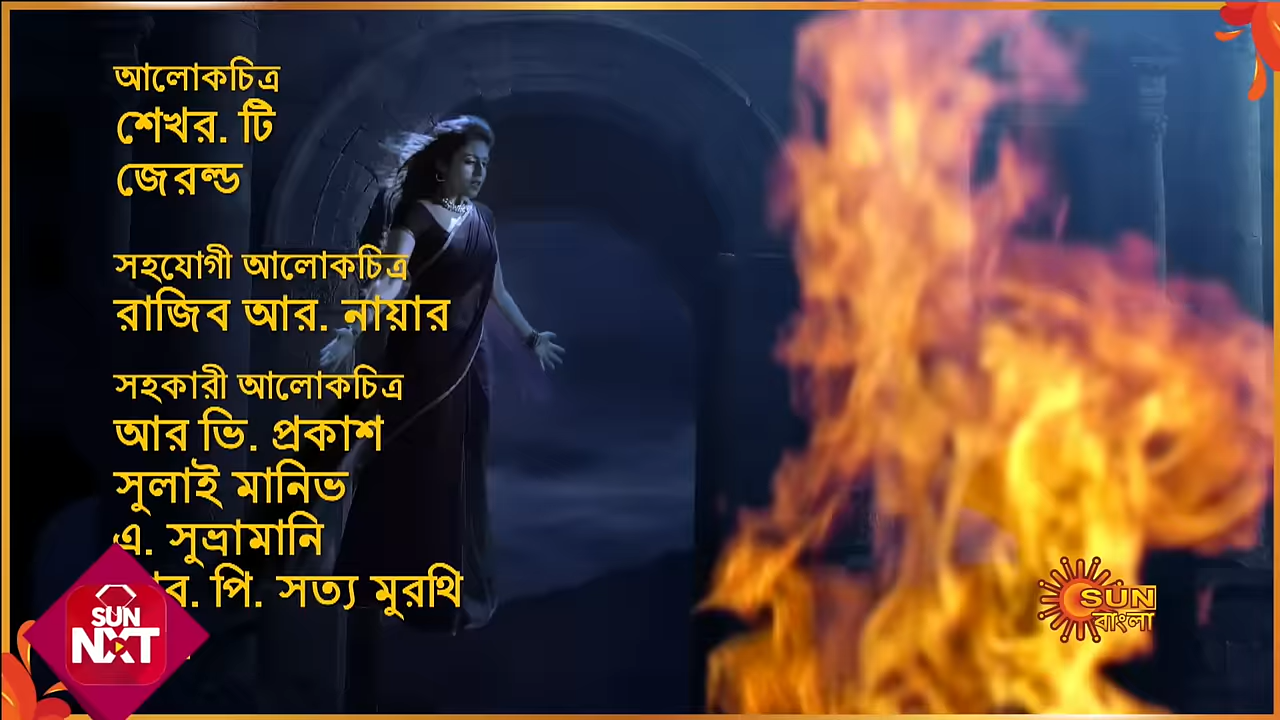 আলোকচিত্র
শেখর. টি
জেরল্ড
সহযোগী আলোকচিত্র
রাজিব আর. নায়ার
সহকারী আলোকচিত্র
আর ভি. প্রকাশ
সুলাই মানিভ
এ. সুভ্রামানি
পি. সত্য মুরথি
SUN
NXT
SUN
বাংলা